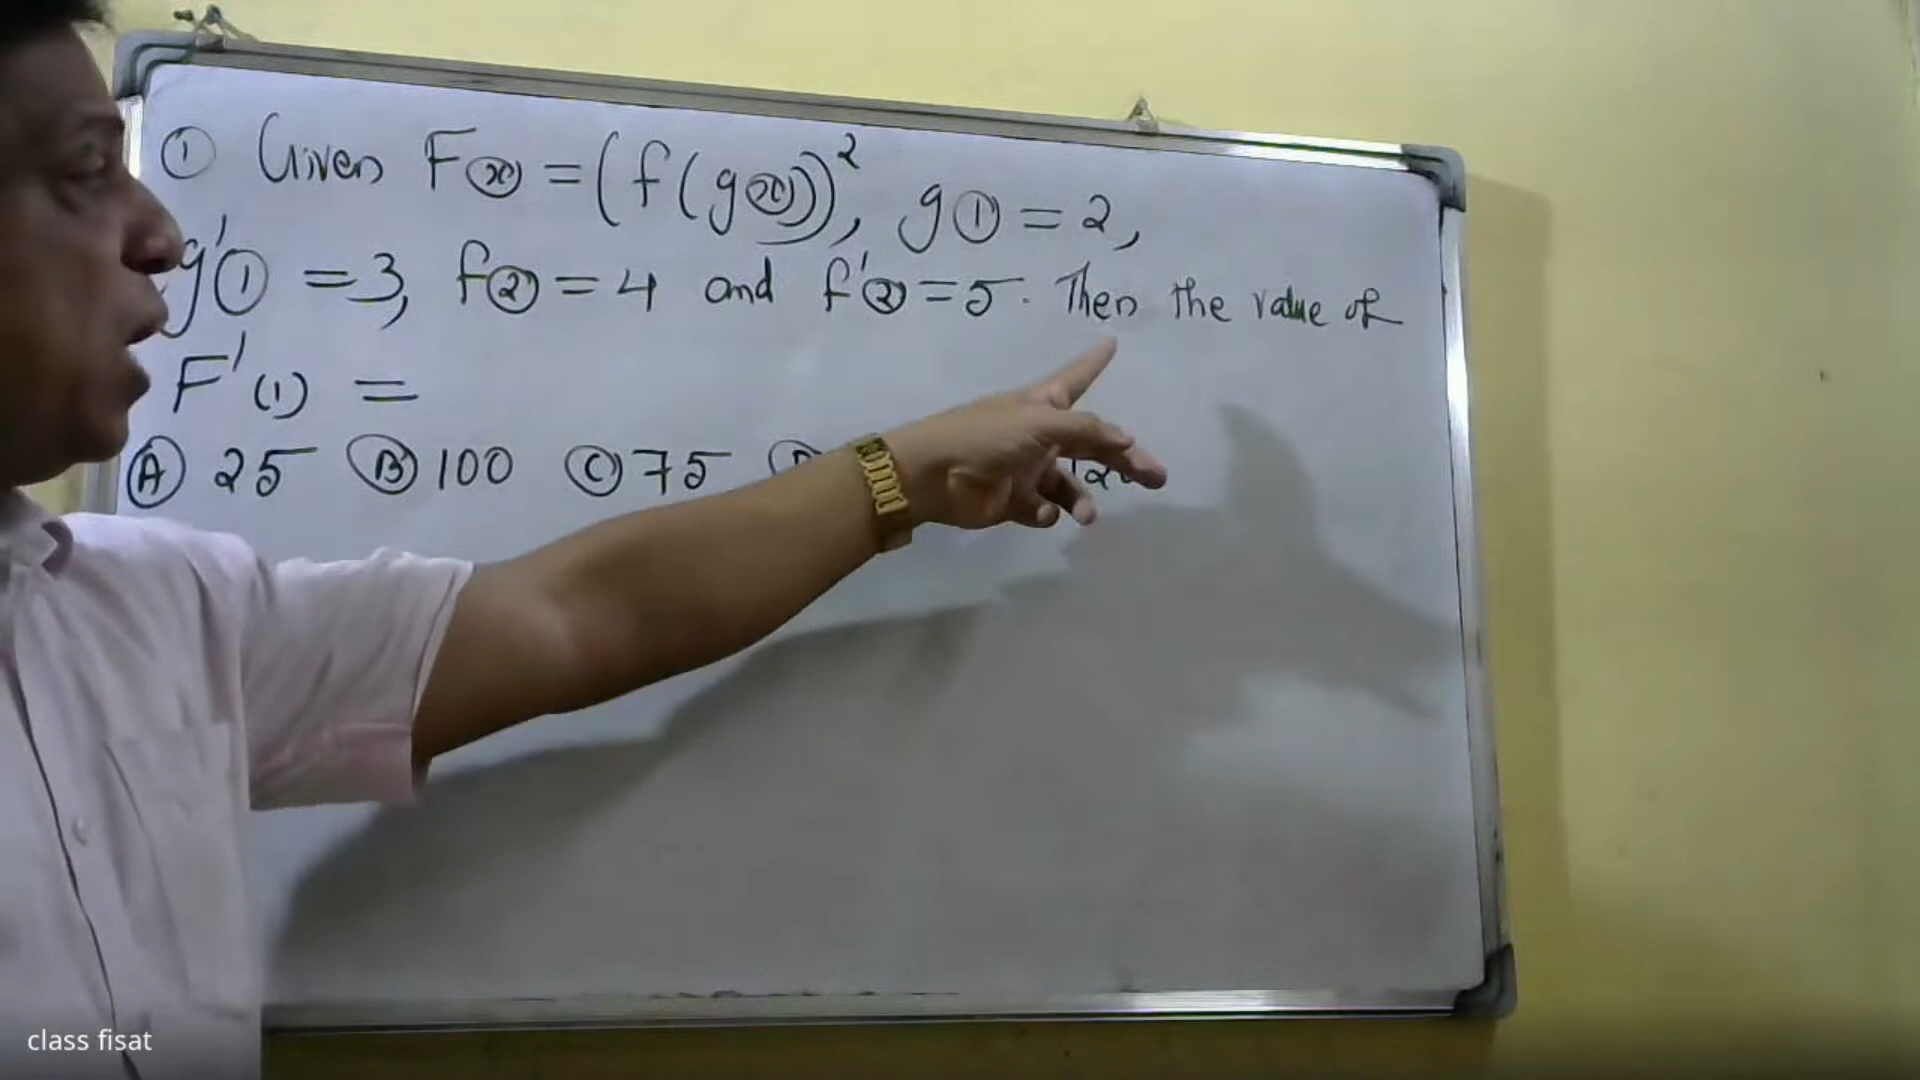 ① Given F(x) = (f(g(x)))², g(1) = 2,
g'(1) = 3, f(2) = 4 and f'(2) = 5. Then the value of
F'(1) =
(A) 25 (B) 100 (C) 75
class fisat